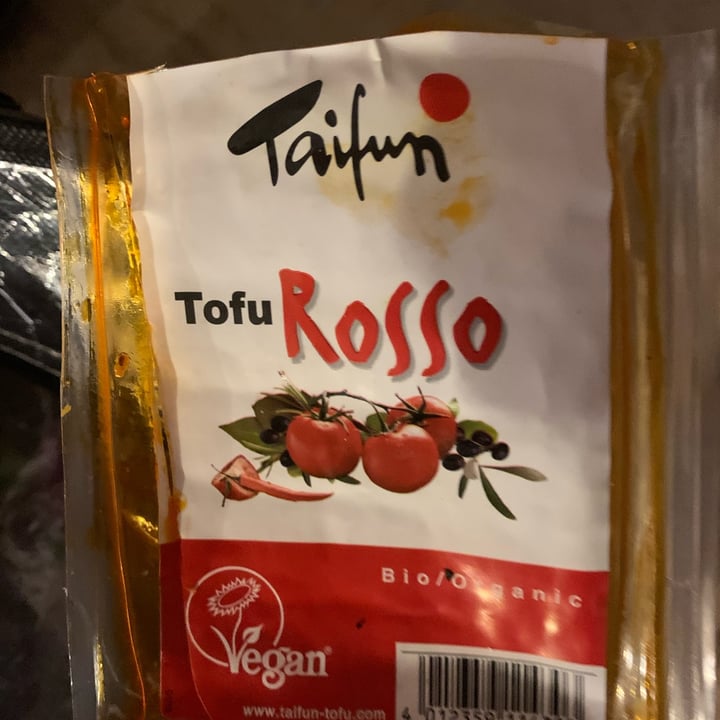 Taifun
Tofu Rosso
Bio/Organic
Vegan
www.taifun-tofu.com